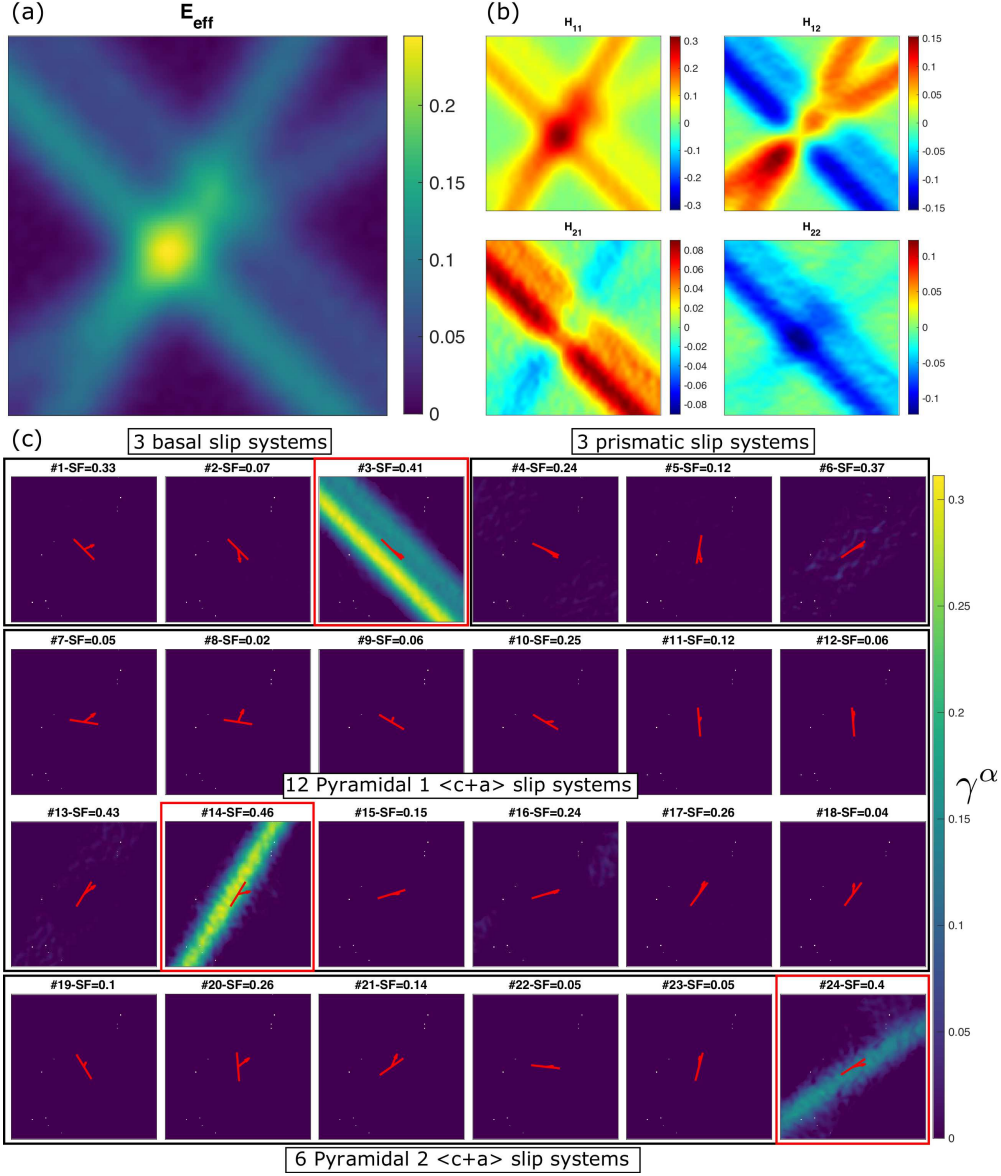 (a)
E_eff
0.2
0.15
0.1
0.05
0
(b)
H_11
0.3
0.2
0.1
0
-0.1
-0.2
-0.3
H_12
0.15
0.1
0.05
0
-0.05
-0.1
-0.15
H_21
0.08
0.06
0.04
0.02
0
-0.02
-0.04
-0.06
-0.08
H_22
0.1
0.05
0
-0.05
-0.1
(c)
3 basal slip systems
3 prismatic slip systems
#1-SF=0.33 #2-SF=0.07 #3-SF=0.41 #4-SF=0.24 #5-SF=0.12 #6-SF=0.37
#7-SF=0.05 #8-SF=0.02 #9-SF=0.06 #10-SF=0.25 #11-SF=0.12 #12-SF=0.06
12 Pyramidal 1 <c+a> slip systems
#13-SF=0.43 #14-SF=0.46 #15-SF=0.15 #16-SF=0.24 #17-SF=0.26 #18-SF=0.04
#19-SF=0.1 #20-SF=0.26 #21-SF=0.14 #22-SF=0.05 #23-SF=0.05 #24-SF=0.4
6 Pyramidal 2 <c+a> slip systems
0.3
0.25
0.2
γ^α
0.15
0.1
0.05
0